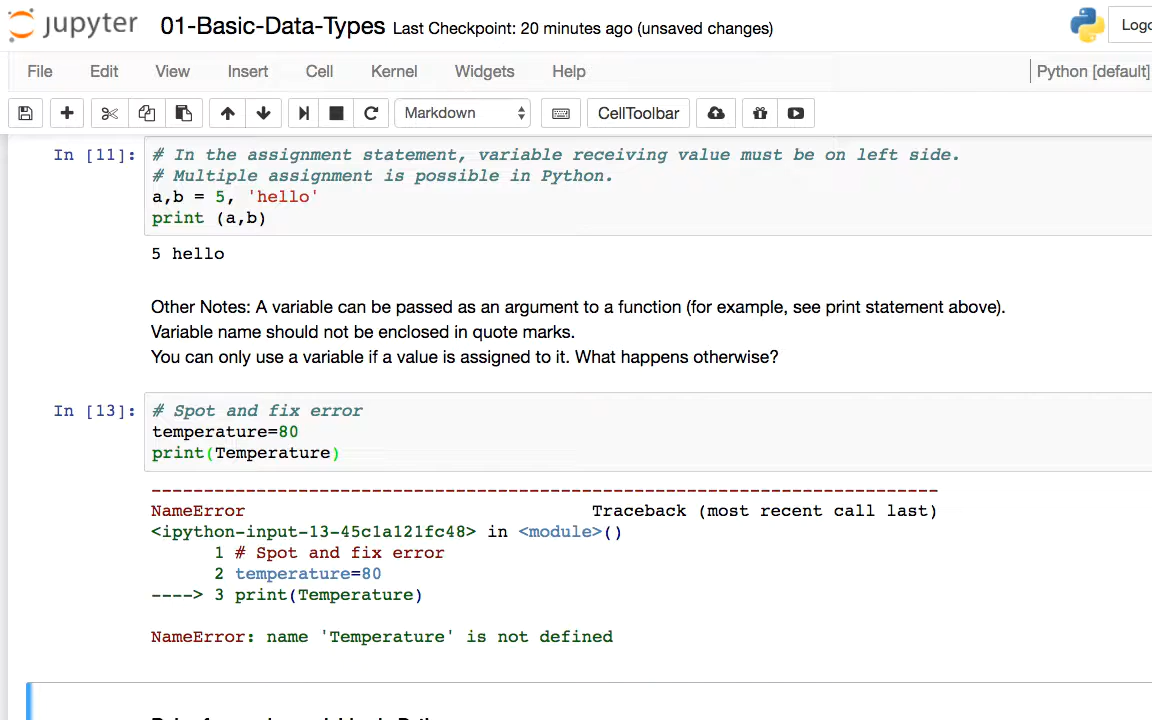 jupyter 01-Basic-Data-Types Last Checkpoint: 20 minutes ago (unsaved changes)
File Edit View Insert Cell Kernel Widgets Help Python [default]
Markdown CellToolbar
In [11]: # In the assignment statement, variable receiving value must be on left side.
# Multiple assignment is possible in Python.
a,b = 5, 'hello'
print (a,b)
5 hello
Other Notes: A variable can be passed as an argument to a function (for example, see print statement above).
Variable name should not be enclosed in quote marks.
You can only use a variable if a value is assigned to it. What happens otherwise?
In [13]: # Spot and fix error
temperature=80
print(Temperature)
---------------------------------------------------------------------------
NameError Traceback (most recent call last)
<ipython-input-13-45c1a121fc48> in <module>()
1 # Spot and fix error
2 temperature=80
----> 3 print(Temperature)
NameError: name 'Temperature' is not defined